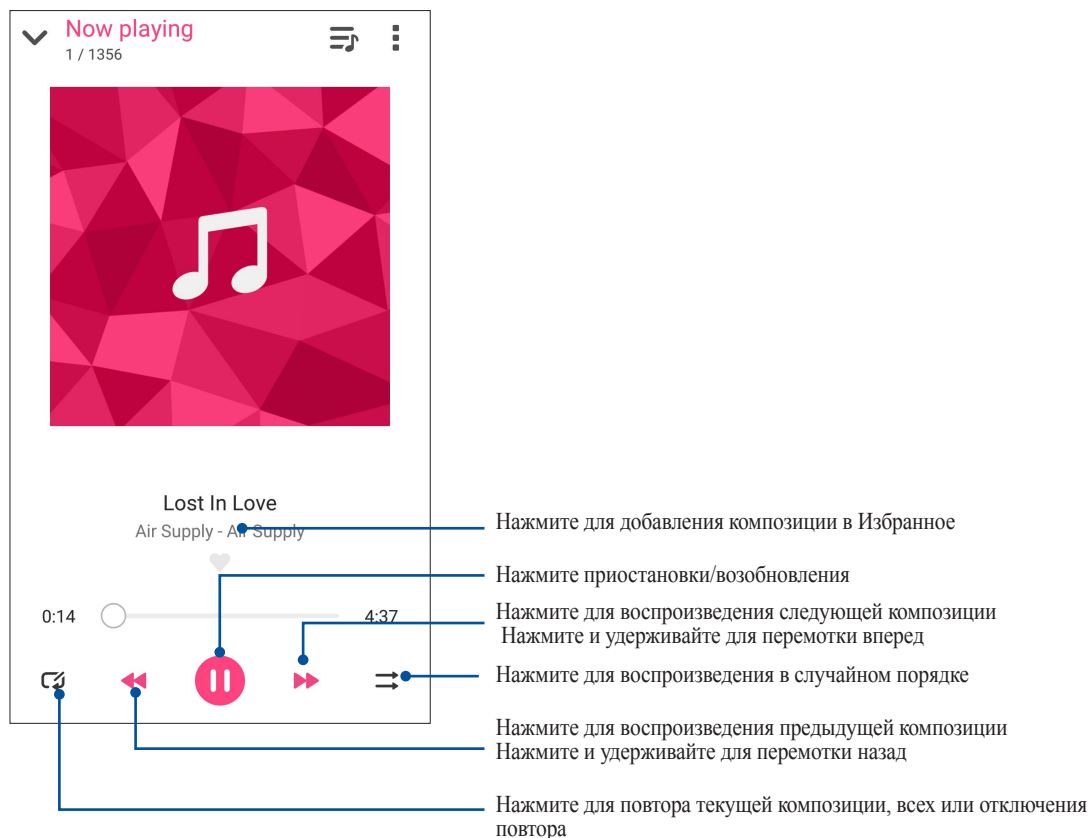 Now playing
1 / 1356
Lost In Love
Air Supply - Air Supply
Нажмите для добавления композиции в Избранное
Нажмите приостановки/возобновления
0:14
4:37
Нажмите для воспроизведения следующей композиции
Нажмите и удерживайте для перемотки вперед
Нажмите для воспроизведения в случайном порядке
Нажмите для воспроизведения предыдущей композиции
Нажмите и удерживайте для перемотки назад
Нажмите для повтора текущей композиции, всех или отключения
повтора